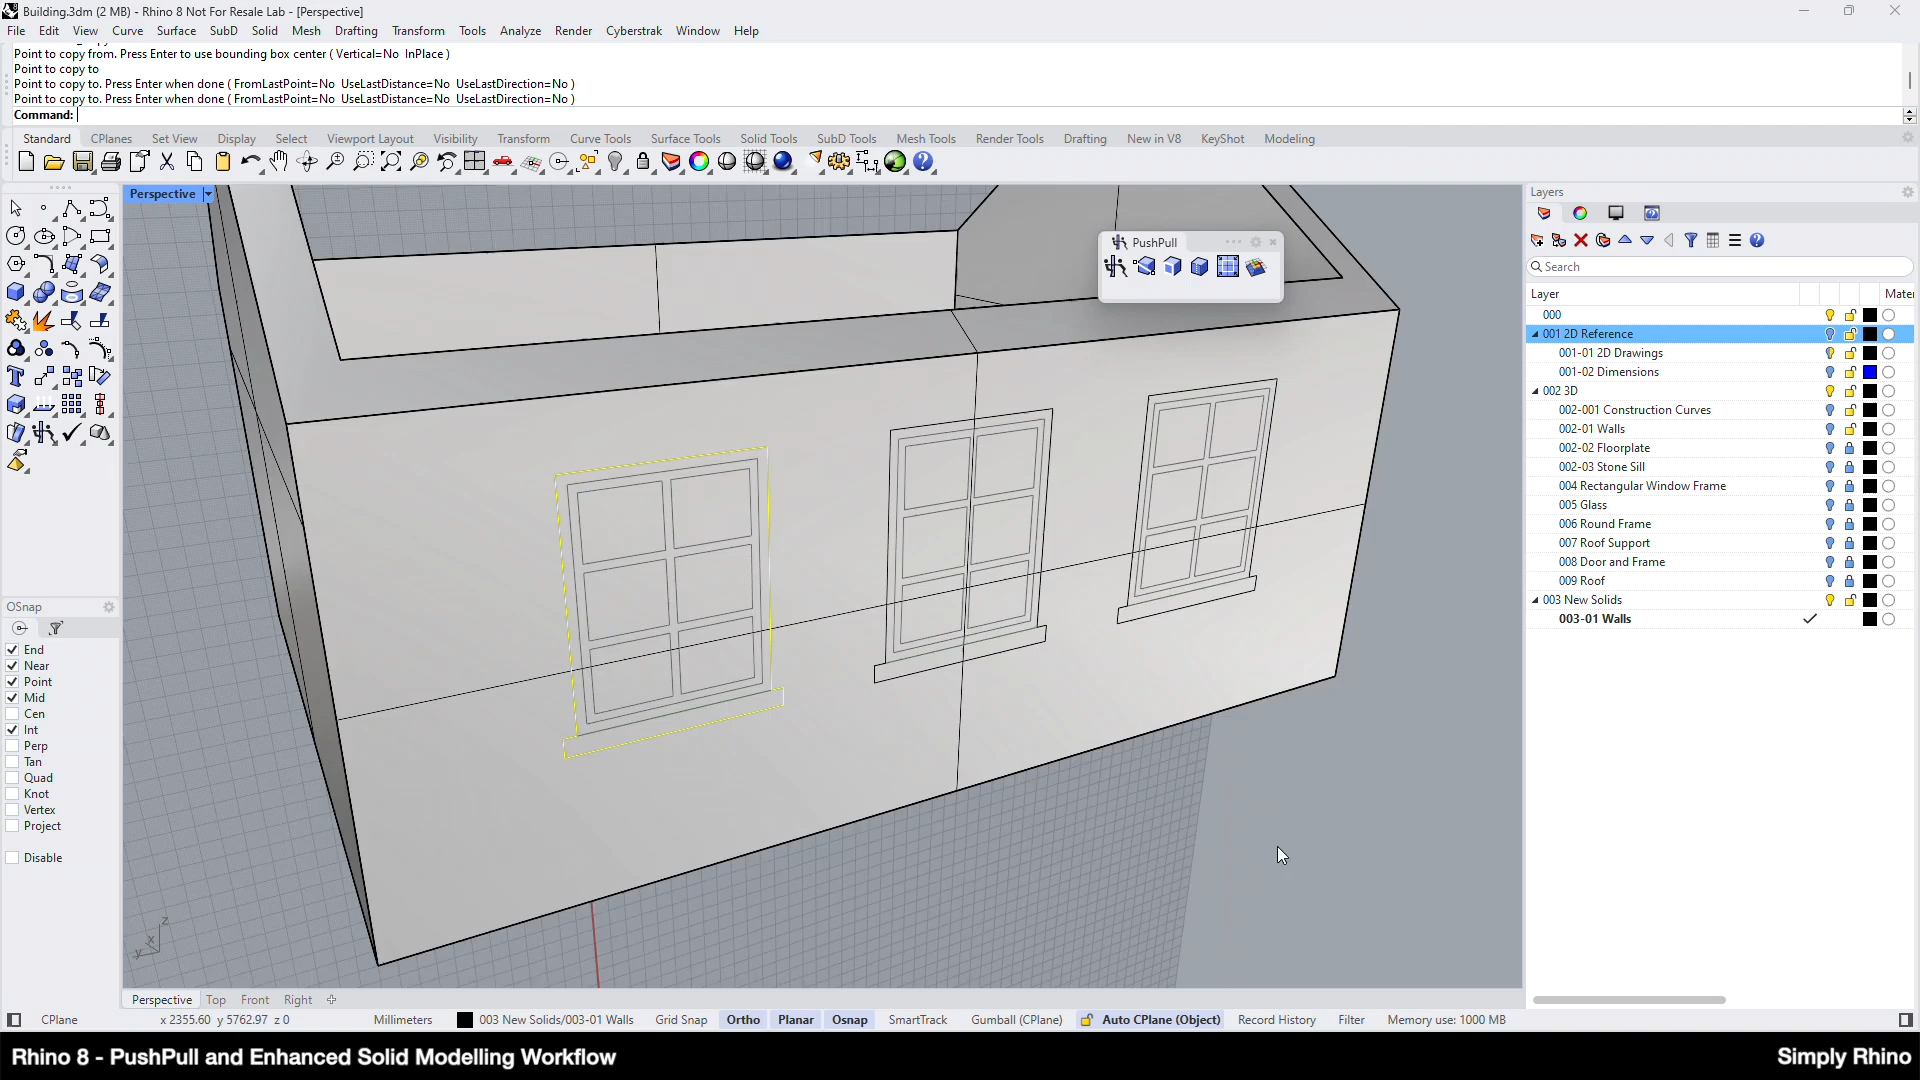 Building.3dm (2 MB) - Rhino 8 Not For Resale Lab - [Perspective]
File Edit View Curve Surface SubD Solid Mesh Drafting Transform Tools Analyze Render Cyberstrak Window Help
Point to copy from. Press Enter to use bounding box center ( Vertical=No InPlace )
Point to copy to
Point to copy to. Press Enter when done ( FromLastPoint=No UseLastDistance=No UseLastDirection=No )
Point to copy to. Press Enter when done ( FromLastPoint=No UseLastDistance=No UseLastDirection=No )
Command:
Standard CPlanes Set View Display Select Viewport Layout Visibility Transform Curve Tools Surface Tools Solid Tools SubD Tools Mesh Tools Render Tools Drafting New in V8 KeyShot Modeling
Perspective
PushPull
Layers
Search
Layer Mater
000
001 2D Reference
001-01 2D Drawings
001-02 Dimensions
002 3D
002-001 Construction Curves
002-01 Walls
002-02 Floorplate
002-03 Stone Sill
004 Rectangular Window Frame
005 Glass
006 Round Frame
007 Roof Support
008 Door and Frame
009 Roof
003 New Solids
003-01 Walls
OSnap
End
Near
Point
Mid
Cen
Int
Perp
Tan
Quad
Knot
Vertex
Project
Disable
z
x
y
Perspective Top Front Right
CPlane x 2355.60 y 5762.97 z 0 Millimeters 003 New Solids/003-01 Walls Grid Snap Ortho Planar Osnap SmartTrack Gumball (CPlane) Auto CPlane (Object) Record History Filter Memory use: 1000 MB
Rhino 8 - PushPull and Enhanced Solid Modelling Workflow
Simply Rhino